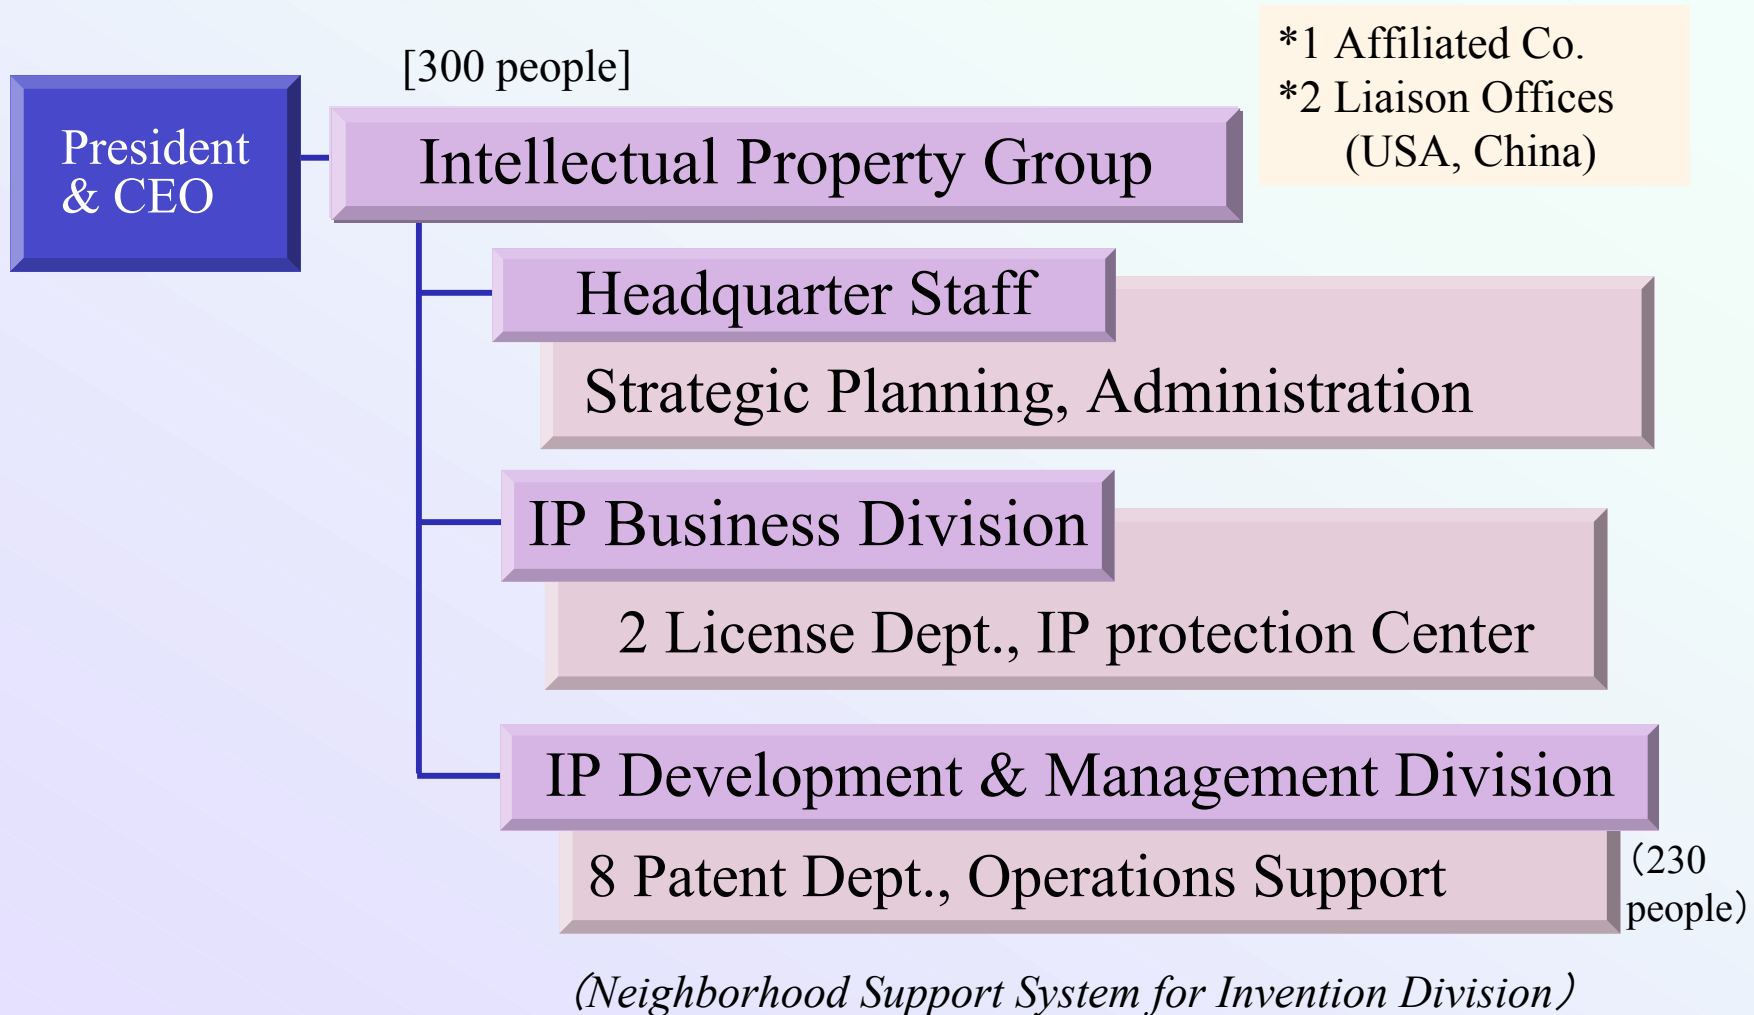 [300 people]
*1 Affiliated Co.
*2 Liaison Offices
(USA, China)
President
& CEO
Intellectual Property Group
Headquarter Staff
Strategic Planning, Administration
IP Business Division
2 License Dept., IP protection Center
IP Development & Management Division
8 Patent Dept., Operations Support
（230
people）
（Neighborhood Support System for Invention Division）